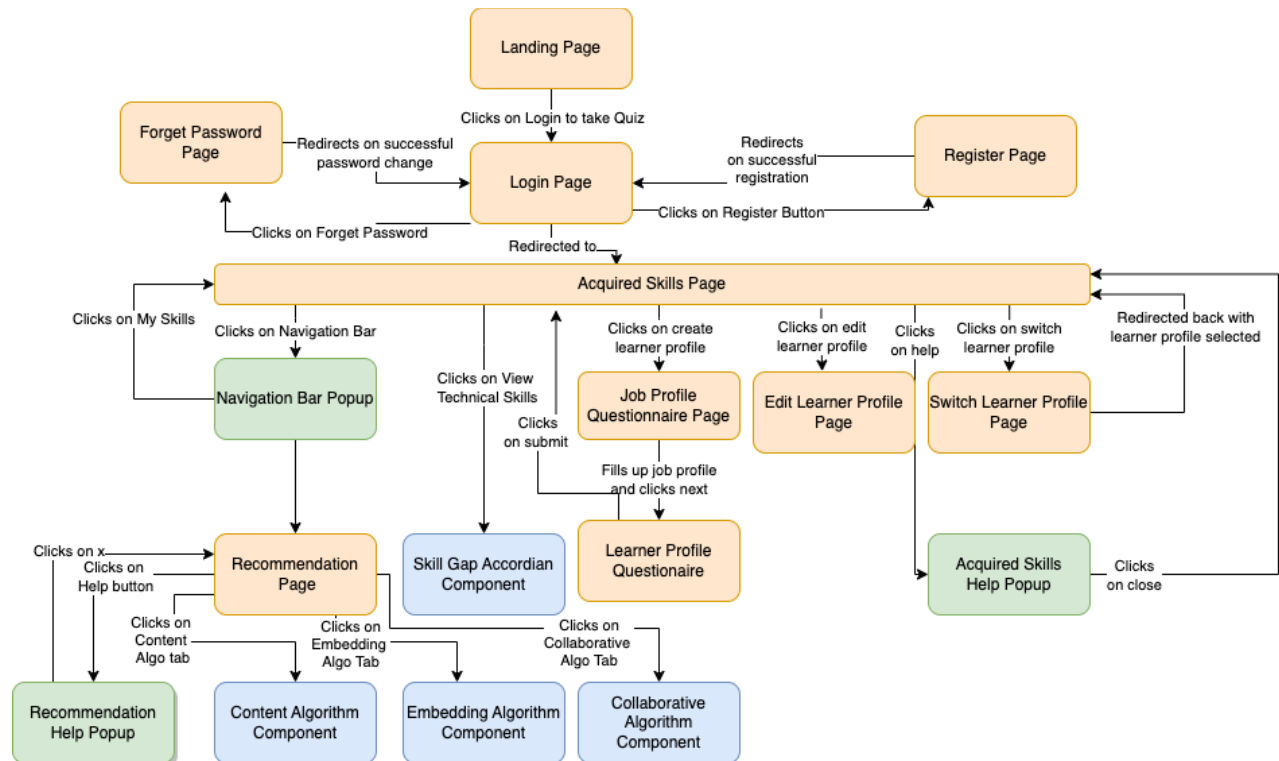 Landing Page
Clicks on Login to take Quiz
Forget Password
Page
Redirects on successful
password change
Login Page
Redirects
on successful
registration
Register Page
Clicks on Forget Password
Clicks on Register Button
Redirected to
Acquired Skills Page
Clicks on My Skills
Clicks on Navigation Bar
Navigation Bar Popup
Clicks on View
Technical Skills
Clicks
on submit
Clicks on create
learner profile
Job Profile
Questionnaire Page
Clicks on edit
learner profile
Edit Learner Profile
Page
Clicks
on help
Clicks on switch
learner profile
Switch Learner Profile
Page
Redirected back with
learner profile selected
Fills up job profile
and clicks next
Clicks on x
Clicks on
Help button
Recommendation
Page
Skill Gap Accordian
Component
Learner Profile
Questionaire
Acquired Skills
Help Popup
Clicks
on close
Clicks on
Content
Algo tab
Clicks on
Embedding
Algo Tab
Clicks on
Collaborative
Algo Tab
Recommendation
Help Popup
Content Algorithm
Component
Embedding Algorithm
Component
Collaborative
Algorithm
Component